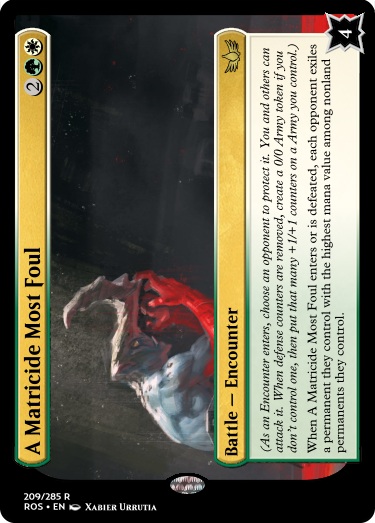 A Matricide Most Foul
2
Battle — Encounter
(As an Encounter enters, choose an opponent to protect it. You and others can
attack it. When defense counters are removed, create a 0/0 Army token if you
don't control one, then put that many +1/+1 counters on a Army you control.)
When A Matricide Most Foul enters or is defeated, each opponent exiles
a permanent they control with the highest mana value among nonland
permanents they control.
4
209/285 R
ROS • EN Xabier Urrutia